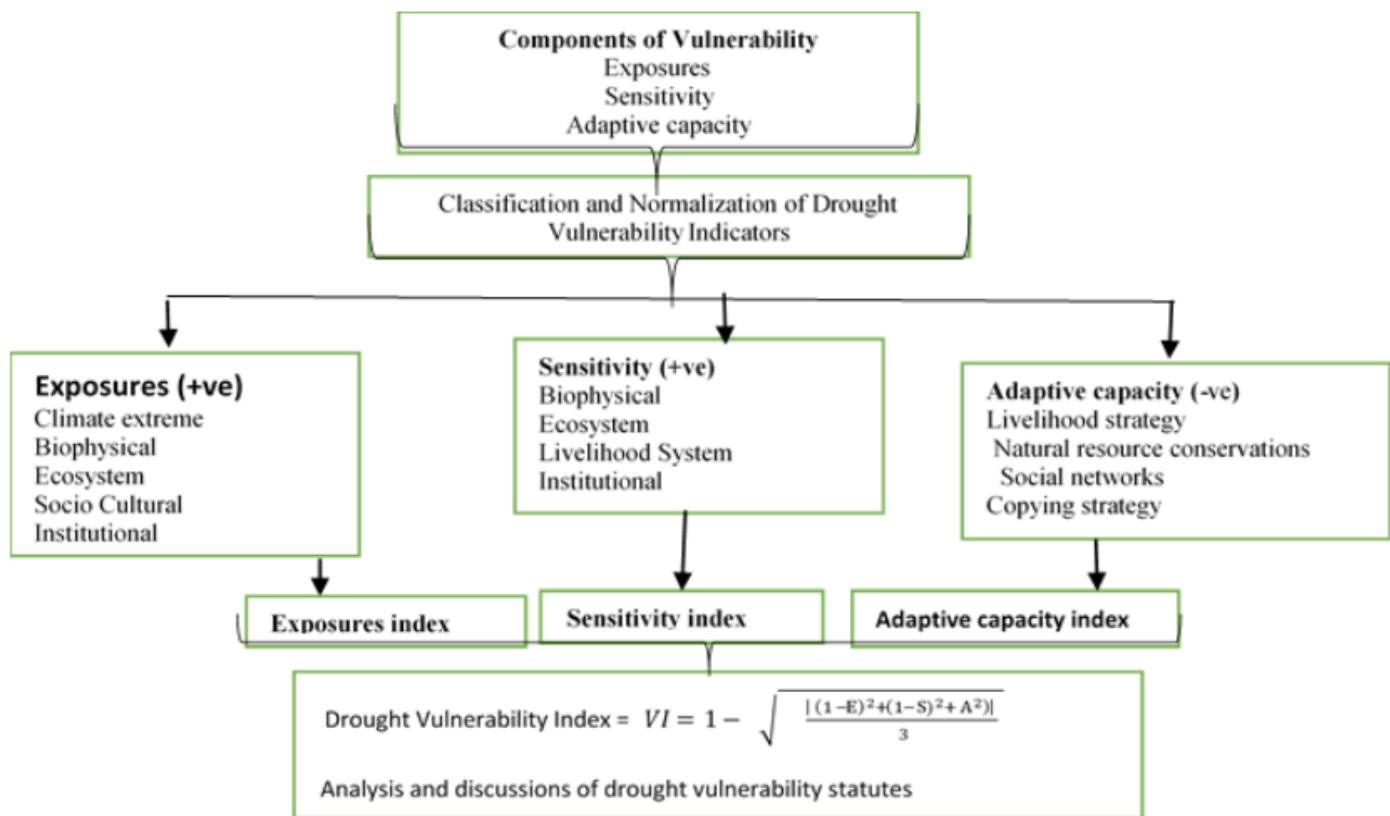 Components of Vulnerability
Exposures
Sensitivity
Adaptive capacity
Classification and Normalization of Drought
Vulnerability Indicators
Exposures (+ve)
Climate extreme
Biophysical
Ecosystem
Socio Cultural
Institutional
Sensitivity (+ve)
Biophysical
Ecosystem
Livelihood System
Institutional
Adaptive capacity (-ve)
Livelihood strategy
Natural resource conservations
Social networks
Copying strategy
Exposures index
Sensitivity index
Adaptive capacity index
Drought Vulnerability Index = VI = 1 − √ |(1−E)²+(1−S)²+A²)| / 3
Analysis and discussions of drought vulnerability statutes